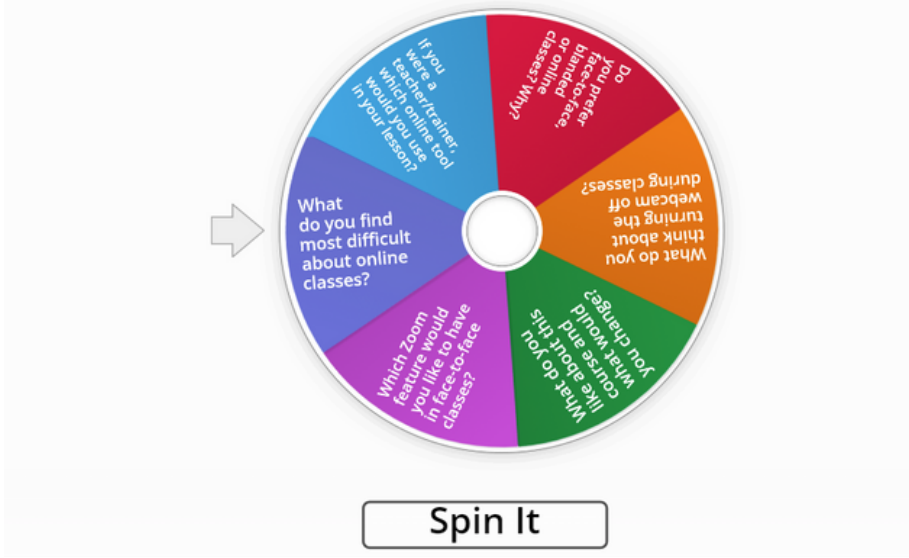 If you
were a
teacher/trainer,
which online tool
would you use
in your lesson?
Do
you prefer
face-to-face,
blanded
or online
classes? Why?
What do you
think about
turning the
webcam off
during classes?
What do you
like about this
course and
what would
you change?
Which Zoom
feature would
you like to have
in face-to-face
classes?
What
do you find
most difficult
about online
classes?
Spin It